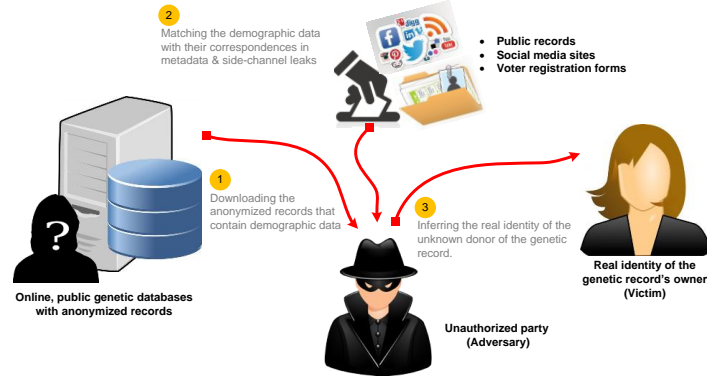 2
Matching the demographic data
with their correspondences in
metadata & side-channel leaks
digg
You
Tube
• Public records
• Social media sites
• Voter registration forms
1
Downloading the
anonymized records that
contain demographic data
3
Inferring the real identity of the
unknown donor of the genetic
record.
?
Online, public genetic databases
with anonymized records
Unauthorized party
(Adversary)
Real identity of the
genetic record's owner
(Victim)